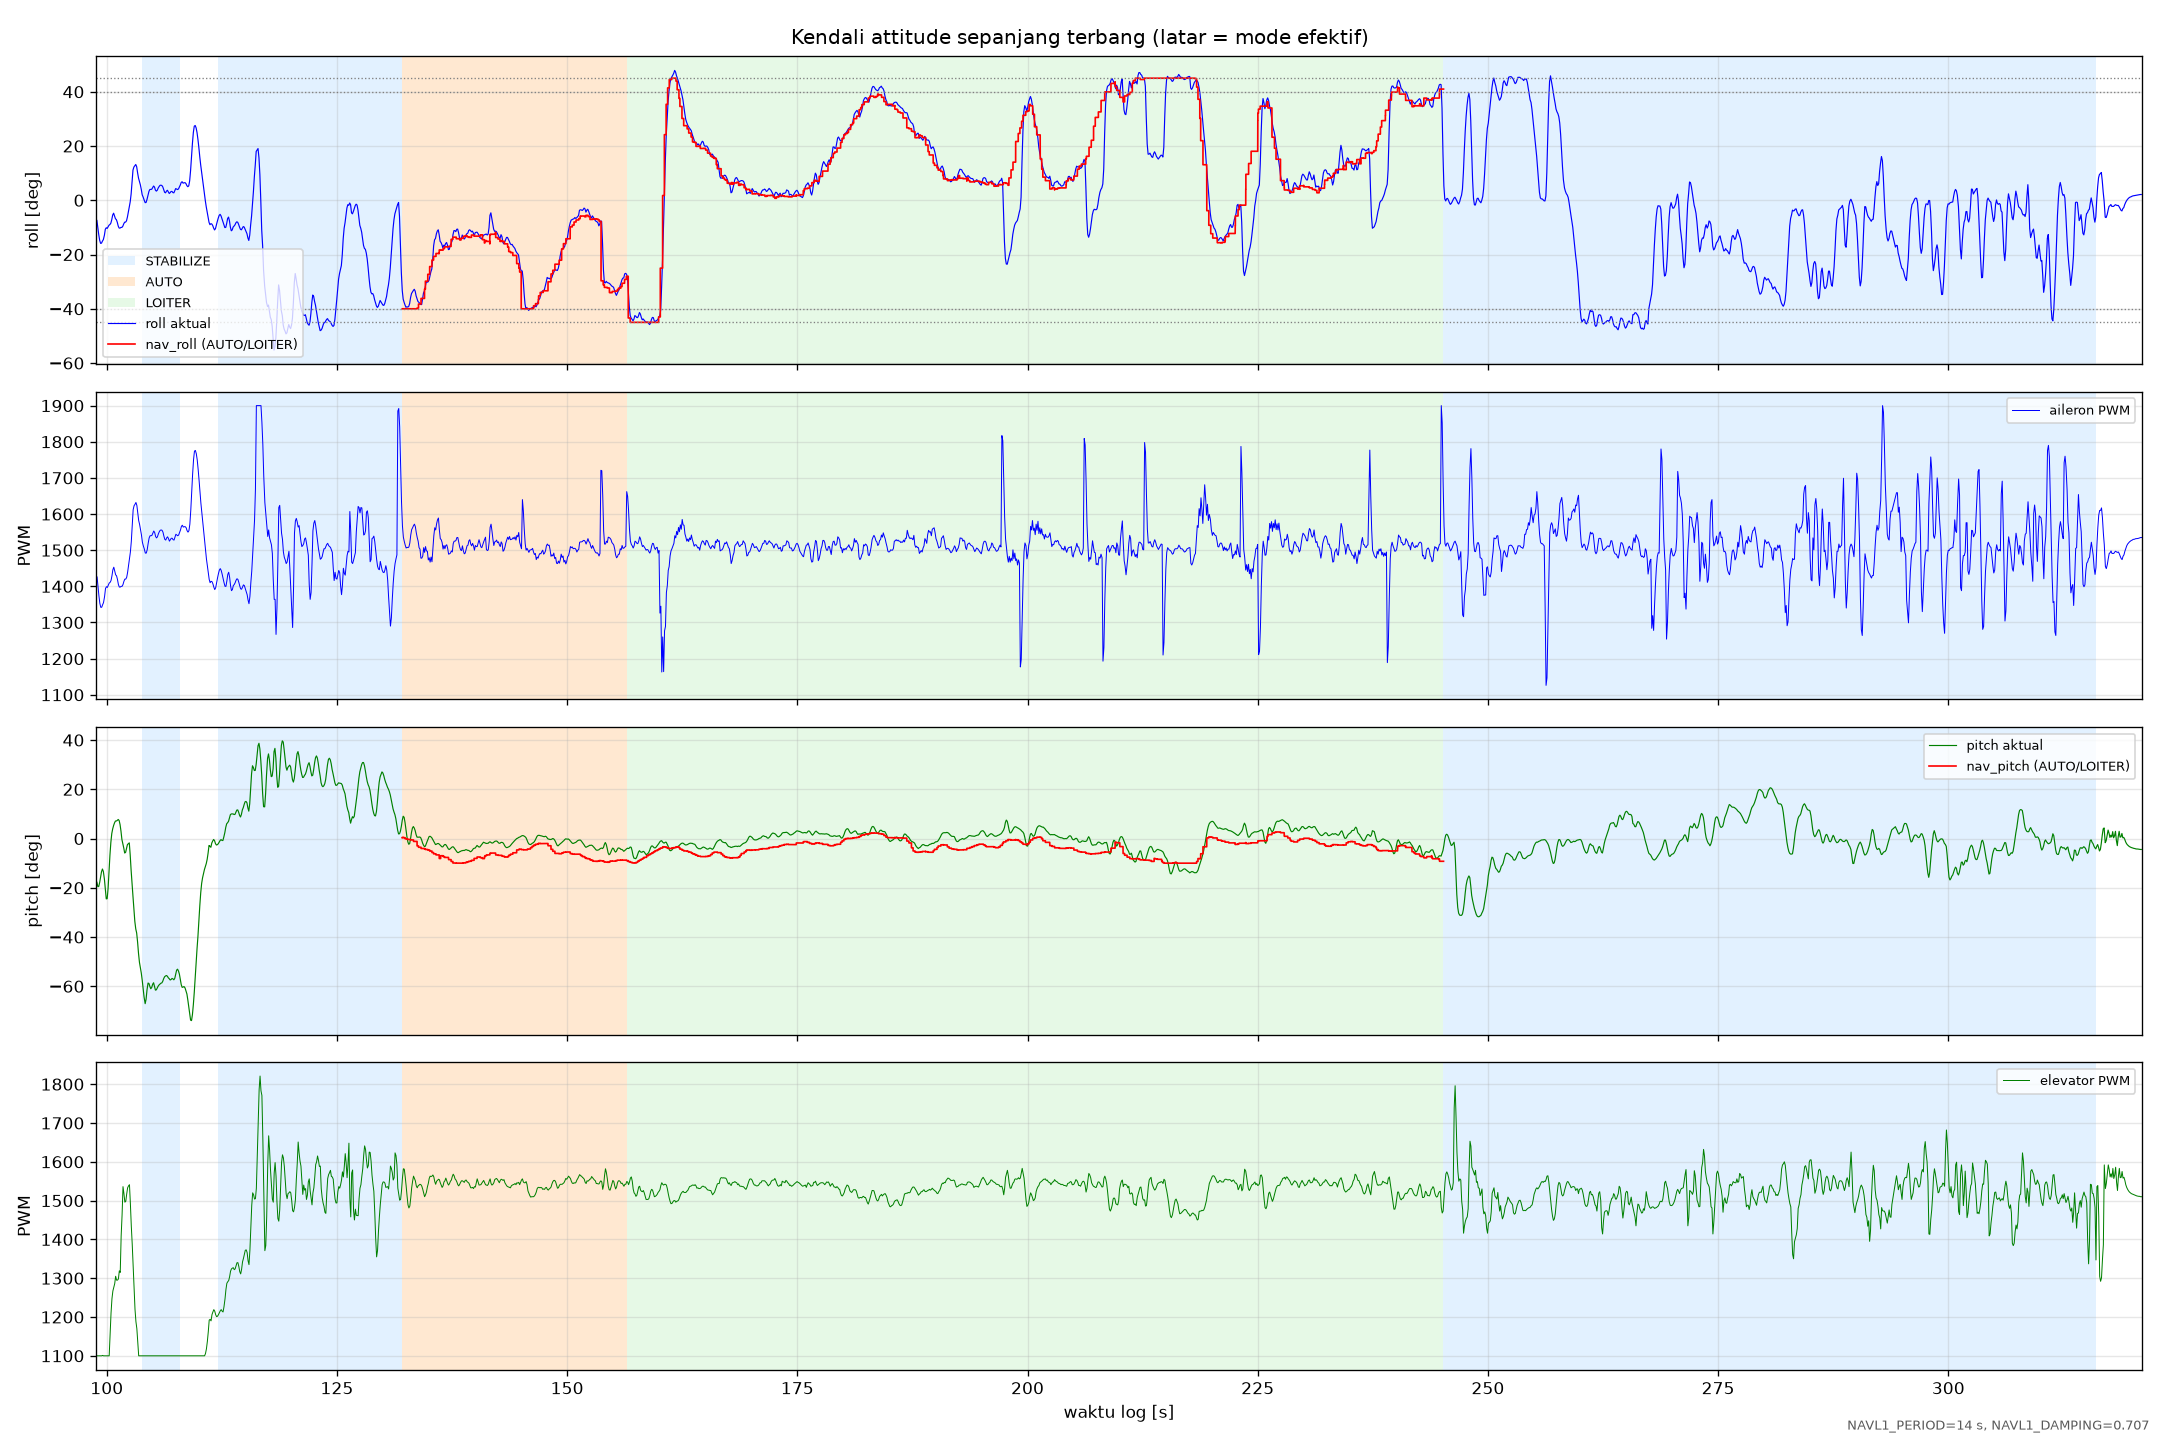 Kendali attitude sepanjang terbang (latar = mode efektif)
roll [deg]
40
20
0
−20
−40
−60
STABILIZE
AUTO
LOITER
roll aktual
nav_roll (AUTO/LOITER)
PWM
1900
1800
1700
1600
1500
1400
1300
1200
1100
aileron PWM
pitch [deg]
40
20
0
−20
−40
−60
pitch aktual
nav_pitch (AUTO/LOITER)
PWM
1800
1700
1600
1500
1400
1300
1200
1100
elevator PWM
100 125 150 175 200 225 250 275 300
waktu log [s]
NAVL1_PERIOD=14 s, NAVL1_DAMPING=0.707